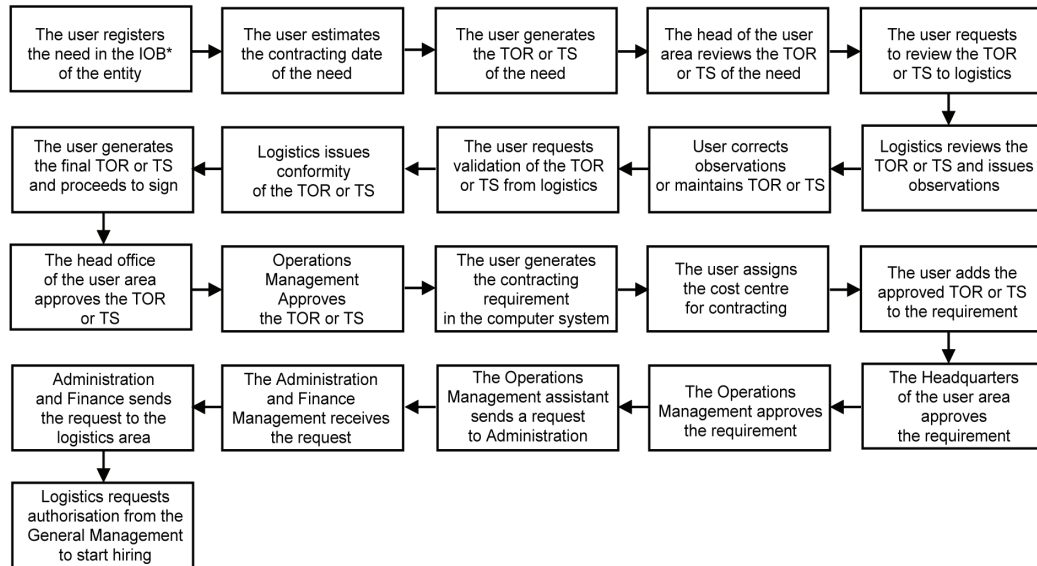 The user registers
the need in the IOB*
of the entity
The user estimates
the contracting date
of the need
The user generates
the TOR or TS
of the need
The head of the user
area reviews the TOR
or TS of the need
The user requests
to review the TOR
or TS to logistics
Logistics reviews the
TOR or TS and issues
observations
User corrects
observations
or maintains TOR or TS
The user requests
validation of the TOR
or TS from logistics
Logistics issues
conformity
of the TOR or TS
The user generates
the final TOR or TS
and proceeds to sign
The head office
of the user area
approves the TOR
or TS
Operations
Management
Approves
the TOR or TS
The user generates
the contracting
requirement
in the computer system
The user assigns
the cost centre
for contracting
The user adds the
approved TOR or TS
to the requirement
The Headquarters
of the user area
approves
the requirement
The Operations
Management approves
the requirement
The Operations
Management assistant
sends a request
to Administration
The Administration
and Finance
Management receives
the request
Administration
and Finance sends
the request to the
logistics area
Logistics requests
authorisation from the
General Management
to start hiring